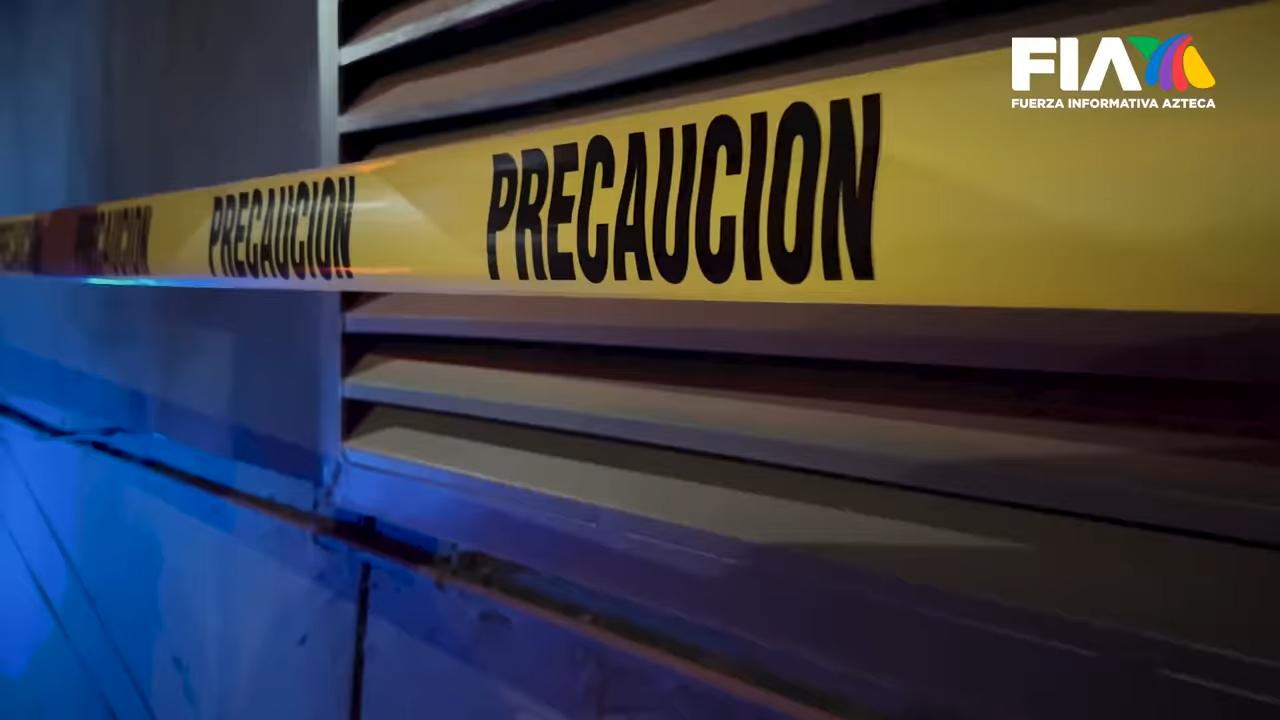 FIA
FUERZA INFORMATIVA AZTECA
PRECAUCION
PRECAUCION
PRECAUCION